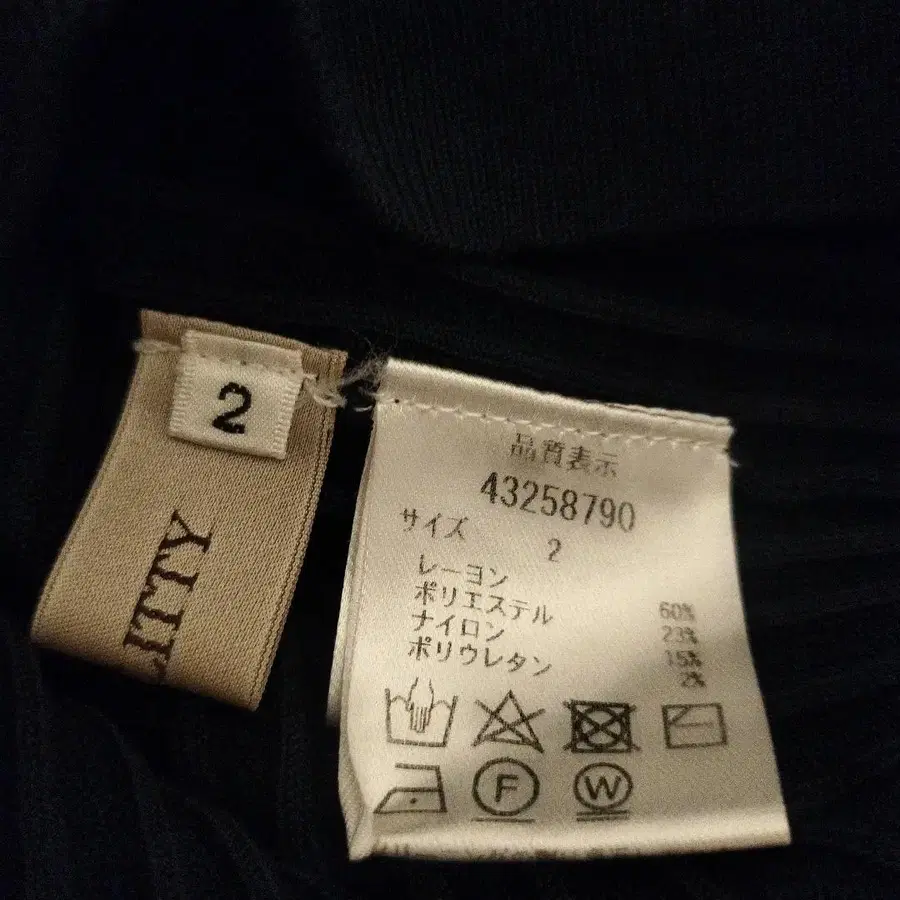 2
LITTY
品質表示
43258790
サイズ
2
レーヨン 60%
ポリエステル 23%
ナイロン 15%
ポリウレタン 2%
F
W